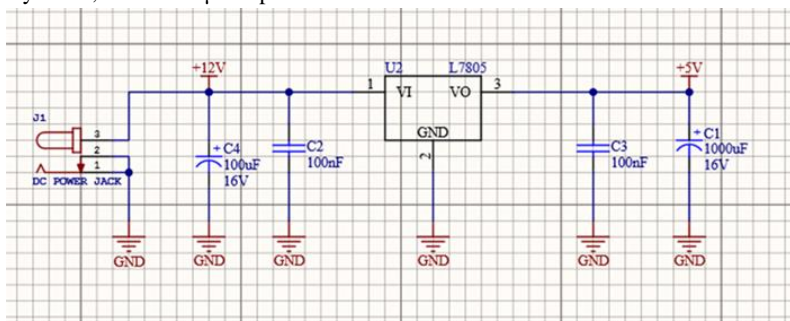 +12V
U2
L7805
+5V
1
VI
VO
3
GND
2
J1
3
2
1
DC POWER JACK
+
C4
100uF
16V
C2
100nF
C3
100nF
+
C1
1000uF
16V
GND
GND
GND
GND
GND
GND